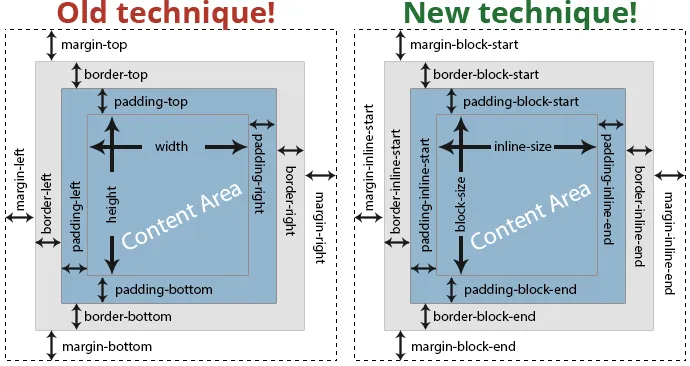 Old technique!
margin-top
border-top
padding-top
width
height
Content Area
margin-left
border-left
padding-left
padding-right
border-right
margin-right
padding-bottom
border-bottom
margin-bottom
New technique!
margin-block-start
border-block-start
padding-block-start
inline-size
block-size
Content Area
margin-inline-start
border-inline-start
padding-inline-start
padding-inline-end
border-inline-end
margin-inline-end
padding-block-end
border-block-end
margin-block-end